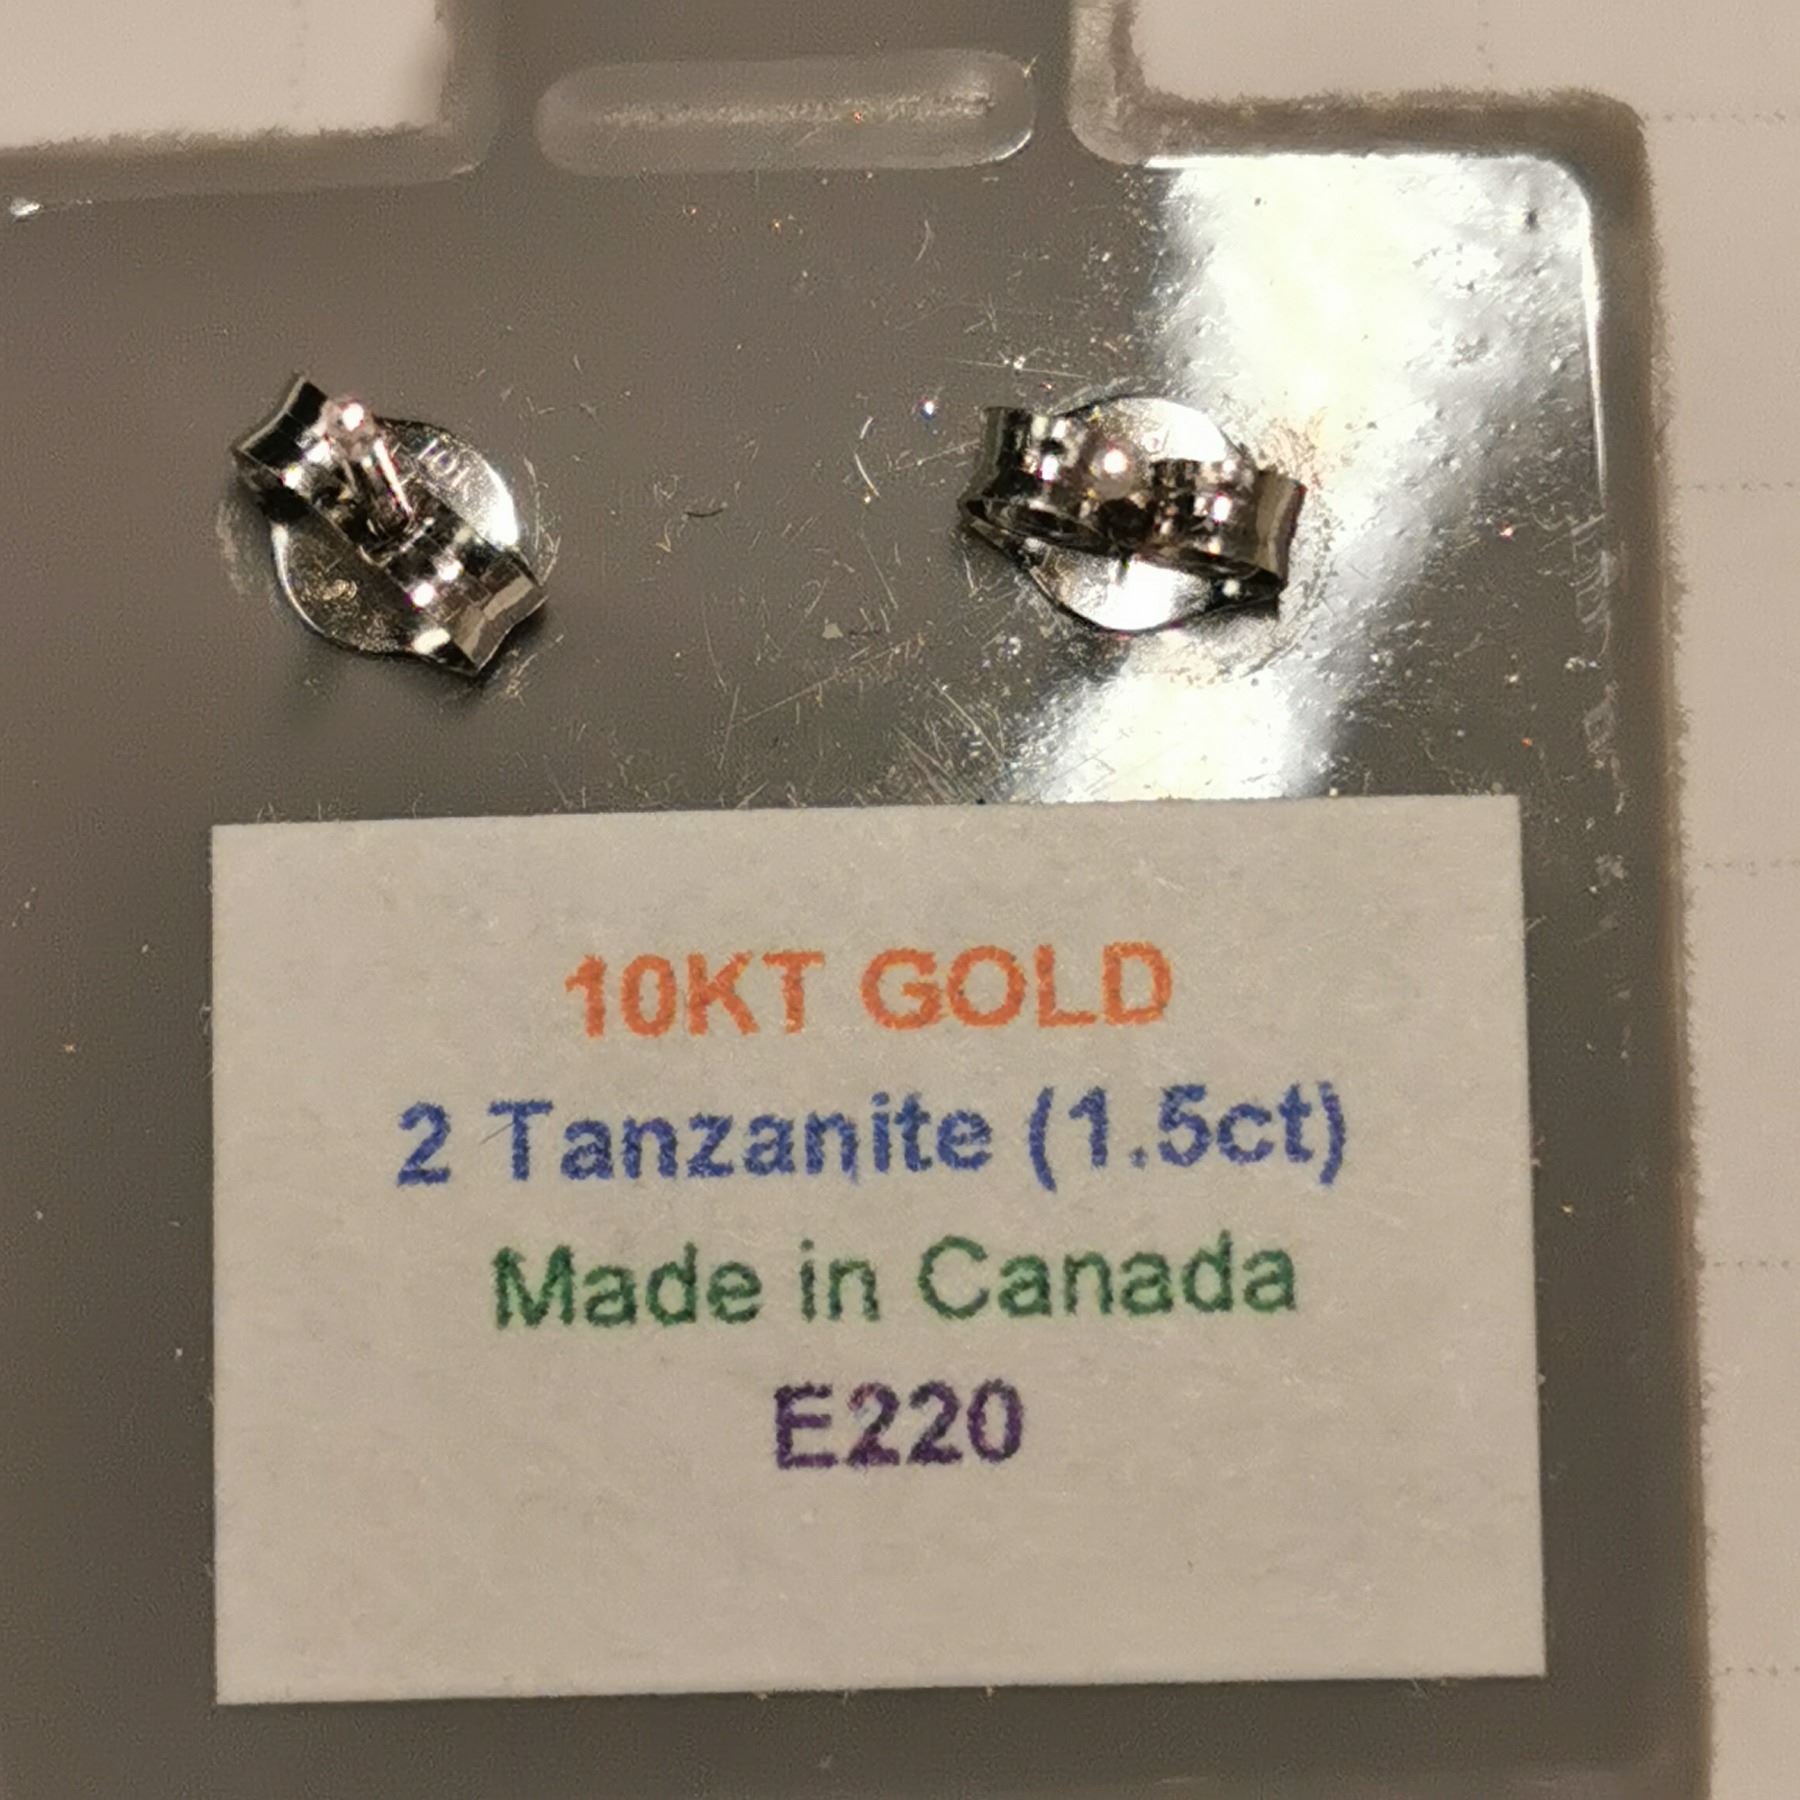 10KT GOLD
2 Tanzanite (1.5ct)
Made in Canada
E220